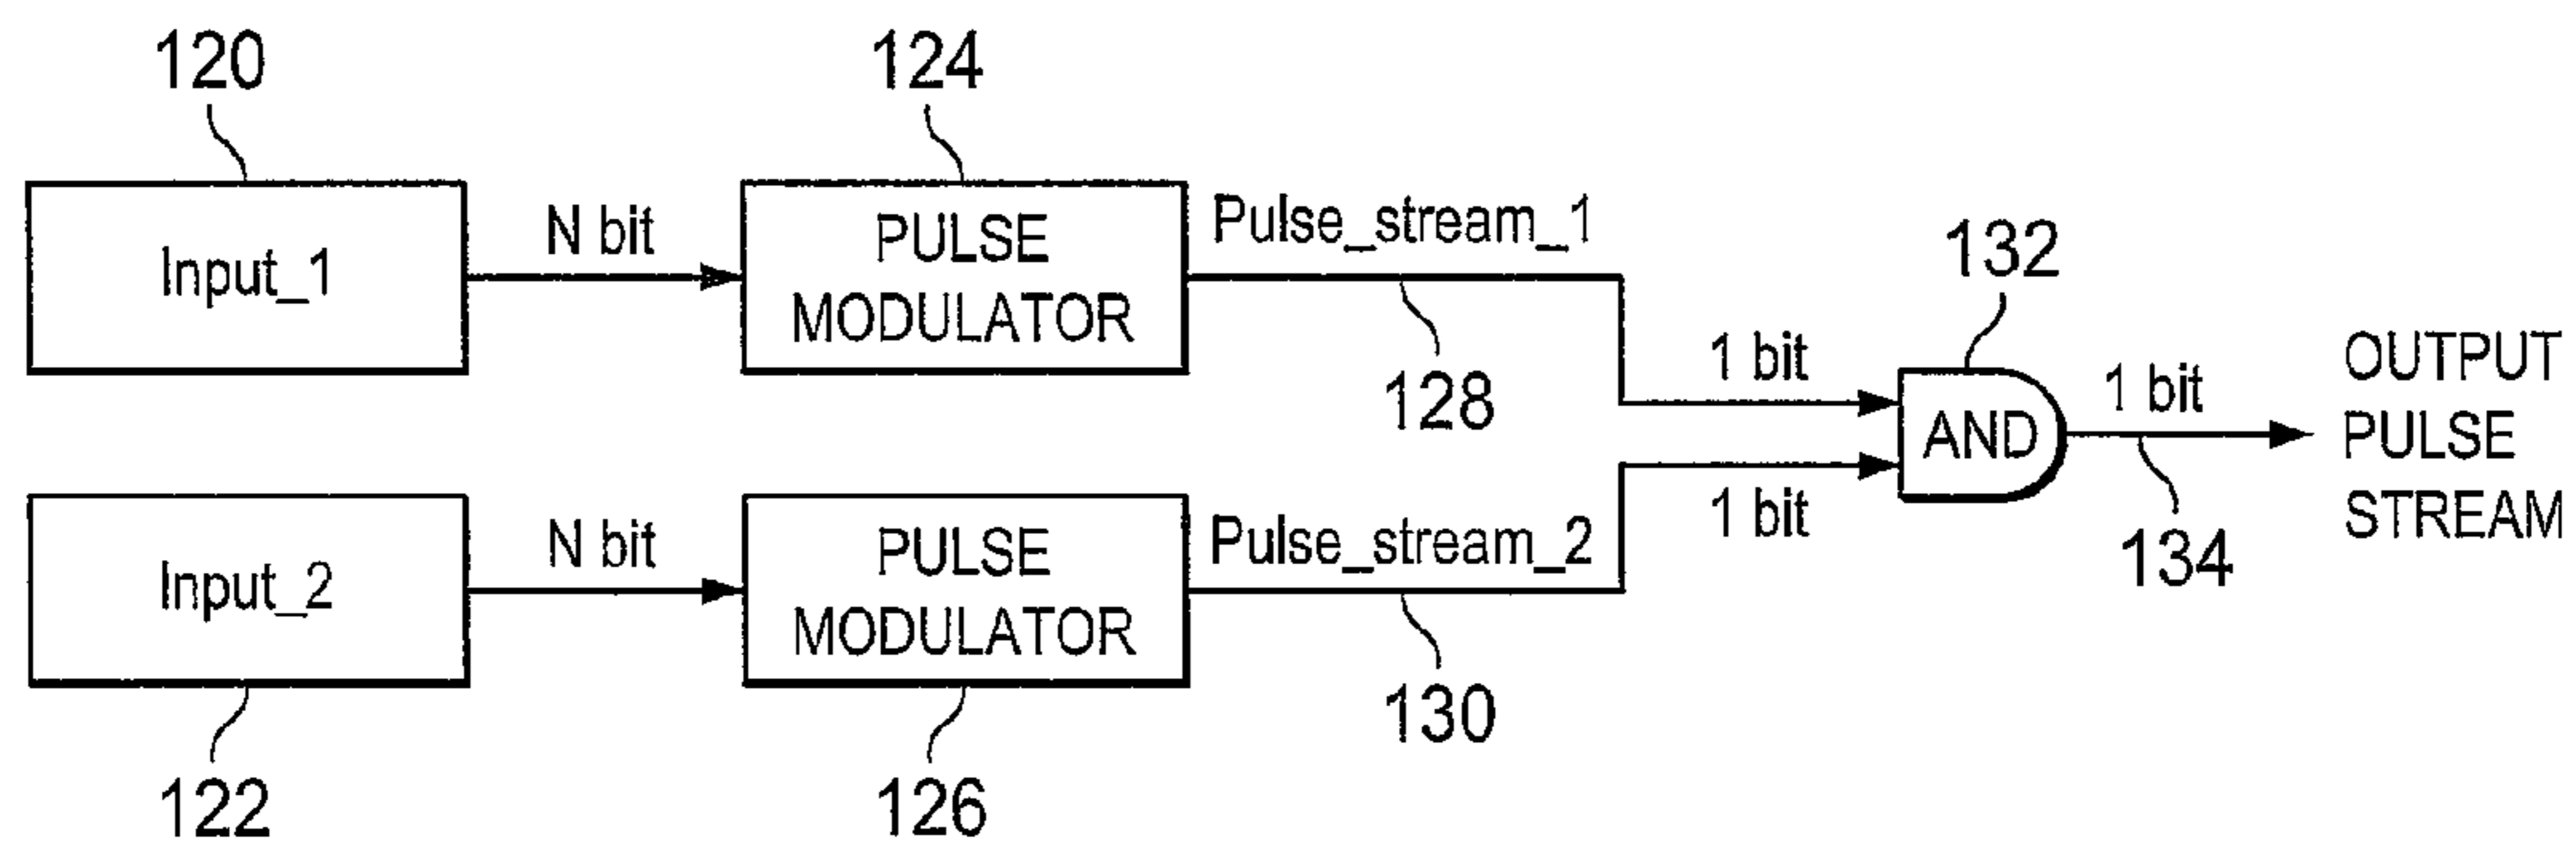 120
124
Input_1
N bit
PULSE
MODULATOR
Pulse_stream_1
128
132
1 bit
AND
1 bit
1 bit
OUTPUT
PULSE
STREAM
134
Input_2
N bit
PULSE
MODULATOR
Pulse_stream_2
130
122
126